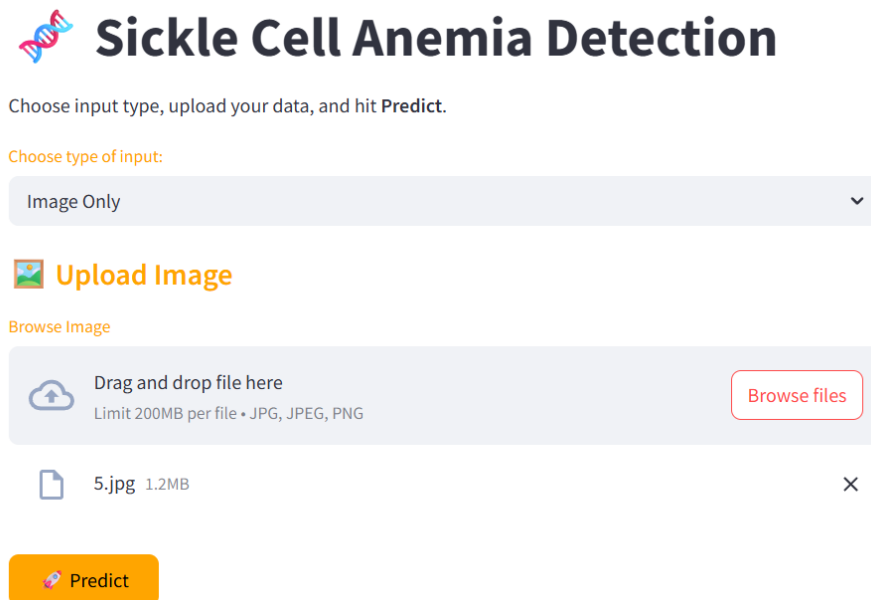 Sickle Cell Anemia Detection
Choose input type, upload your data, and hit Predict.
Choose type of input:
Image Only
Upload Image
Browse Image
Drag and drop file here
Limit 200MB per file • JPG, JPEG, PNG
Browse files
5.jpg 1.2MB
Predict